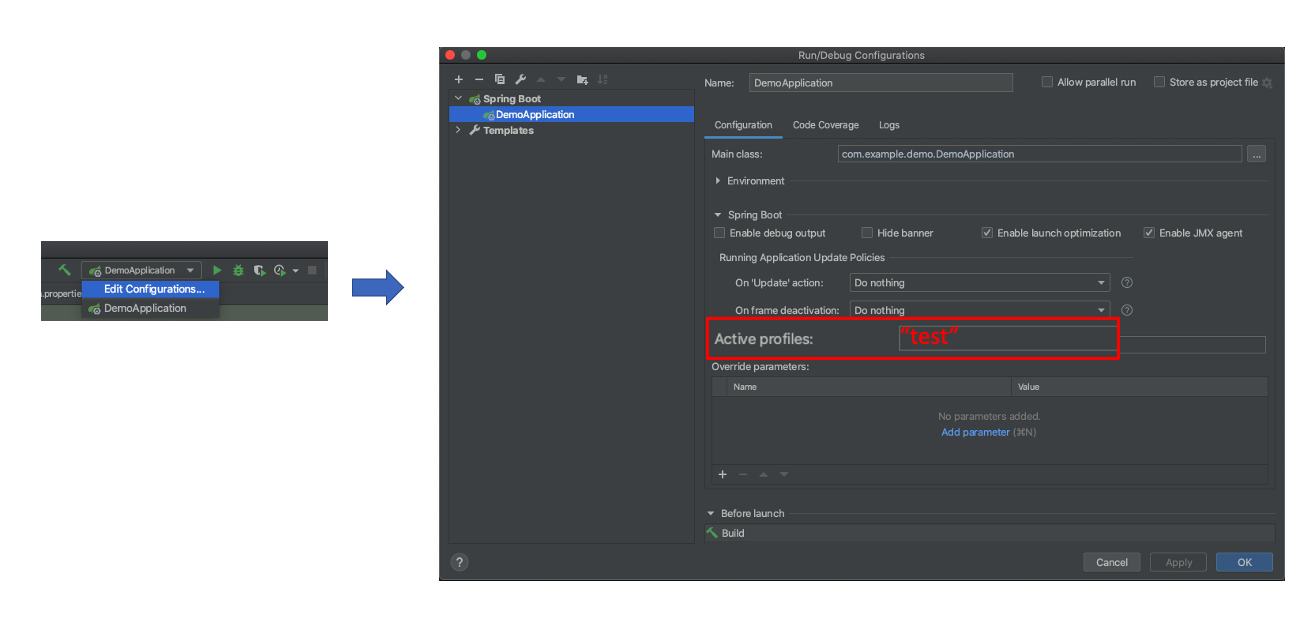 DemoApplication
.propertie
Edit Configurations...
DemoApplication
Run/Debug Configurations
Spring Boot
DemoApplication
Templates
Name: DemoApplication
Allow parallel run
Store as project file
Configuration Code Coverage Logs
Main class: com.example.demo.DemoApplication ...
Environment
Spring Boot
Enable debug output Hide banner Enable launch optimization Enable JMX agent
Running Application Update Policies
On 'Update' action: Do nothing ?
On frame deactivation: Do nothing ?
Active profiles: "test"
Override parameters:
Name Value
No parameters added.
Add parameter (⌘N)
Before launch
Build
? Cancel Apply OK